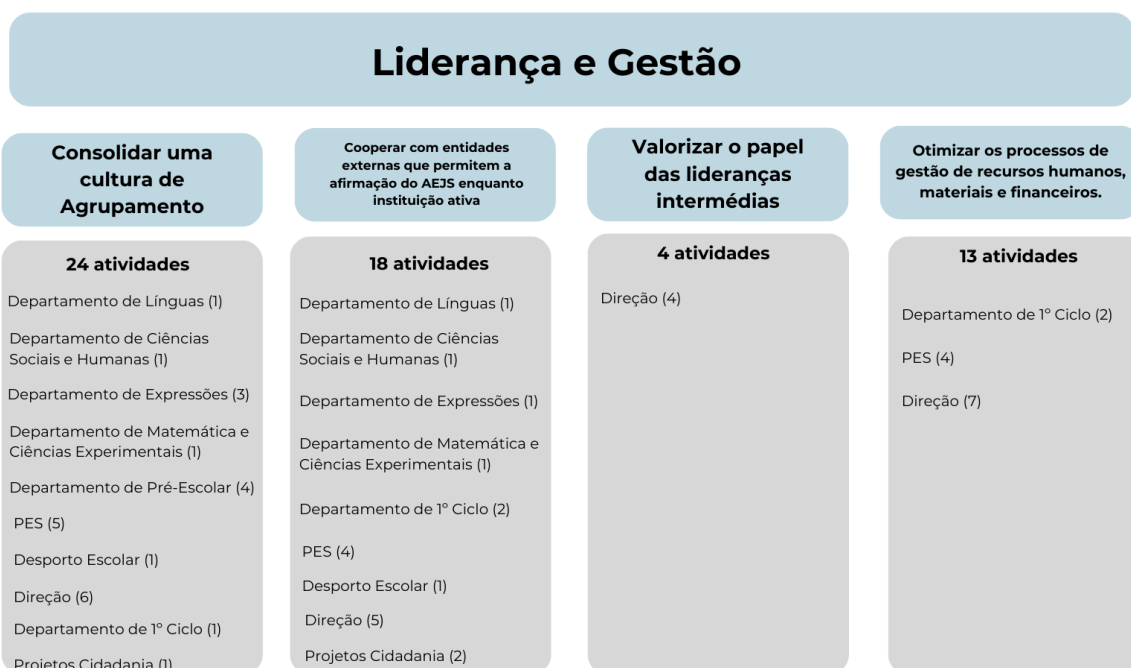 Liderança e Gestão
Consolidar uma
cultura de
Agrupamento
24 atividades
Departamento de Línguas (1)
Departamento de Ciências
Sociais e Humanas (1)
Departamento de Expressões (3)
Departamento de Matemática e
Ciências Experimentais (1)
Departamento de Pré-Escolar (4)
PES (5)
Desporto Escolar (1)
Direção (6)
Departamento de 1º Ciclo (1)
Projetos Cidadania (1)
Cooperar com entidades
externas que permitem a
afirmação do AEJS enquanto
instituição ativa
18 atividades
Departamento de Línguas (1)
Departamento de Ciências
Sociais e Humanas (1)
Departamento de Expressões (1)
Departamento de Matemática e
Ciências Experimentais (1)
Departamento de 1º Ciclo (2)
PES (4)
Desporto Escolar (1)
Direção (5)
Projetos Cidadania (2)
Valorizar o papel
das lideranças
intermédias
4 atividades
Direção (4)
Otimizar os processos de
gestão de recursos humanos,
materiais e financeiros.
13 atividades
Departamento de 1º Ciclo (2)
PES (4)
Direção (7)